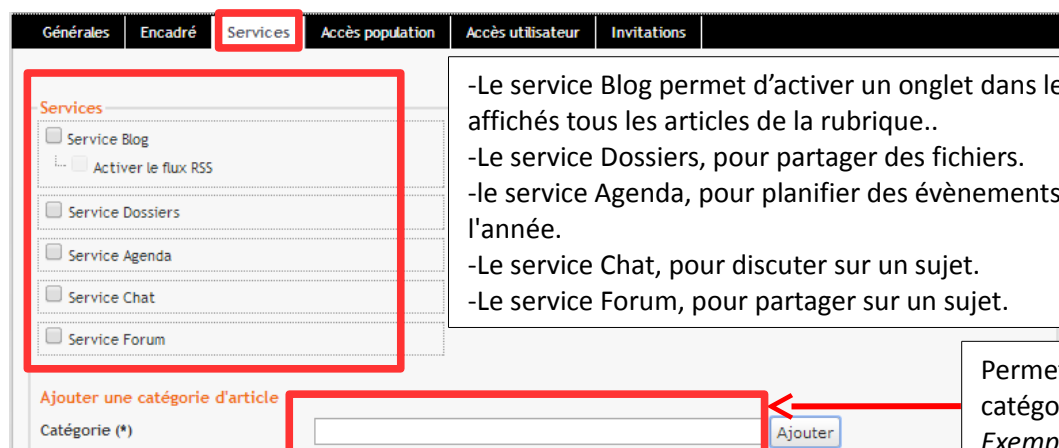 Générales Encadré Services Accès population Accès utilisateur Invitations
Services
Service Blog
Activer le flux RSS
Service Dossiers
Service Agenda
Service Chat
Service Forum
-Le service Blog permet d’activer un onglet dans le
affichés tous les articles de la rubrique..
-Le service Dossiers, pour partager des fichiers.
-le service Agenda, pour planifier des évènements
l'année.
-Le service Chat, pour discuter sur un sujet.
-Le service Forum, pour partager sur un sujet.
Ajouter une catégorie d'article
Catégorie (*)
Ajouter